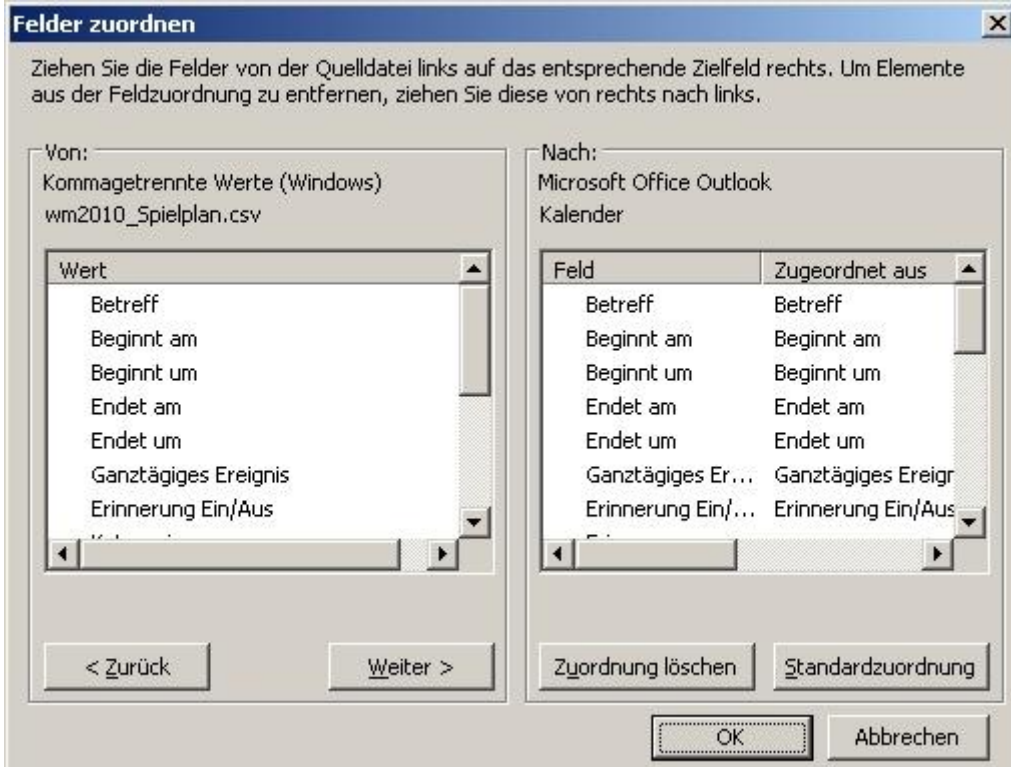 Felder zuordnen
Ziehen Sie die Felder von der Quelldatei links auf das entsprechende Zielfeld rechts. Um Elemente
aus der Feldzuordnung zu entfernen, ziehen Sie diese von rechts nach links.
Von:
Kommagetrennte Werte (Windows)
wm2010_Spielplan.csv
Wert
Betreff
Beginnt am
Beginnt um
Endet am
Endet um
Ganztägiges Ereignis
Erinnerung Ein/Aus
< Zurück
Weiter >
Nach:
Microsoft Office Outlook
Kalender
Feld Zugeordnet aus
Betreff Betreff
Beginnt am Beginnt am
Beginnt um Beginnt um
Endet am Endet am
Endet um Endet um
Ganztägiges Er... Ganztägiges Ereigr
Erinnerung Ein/... Erinnerung Ein/Aus
Zuordnung löschen
Standardzuordnung
OK
Abbrechen